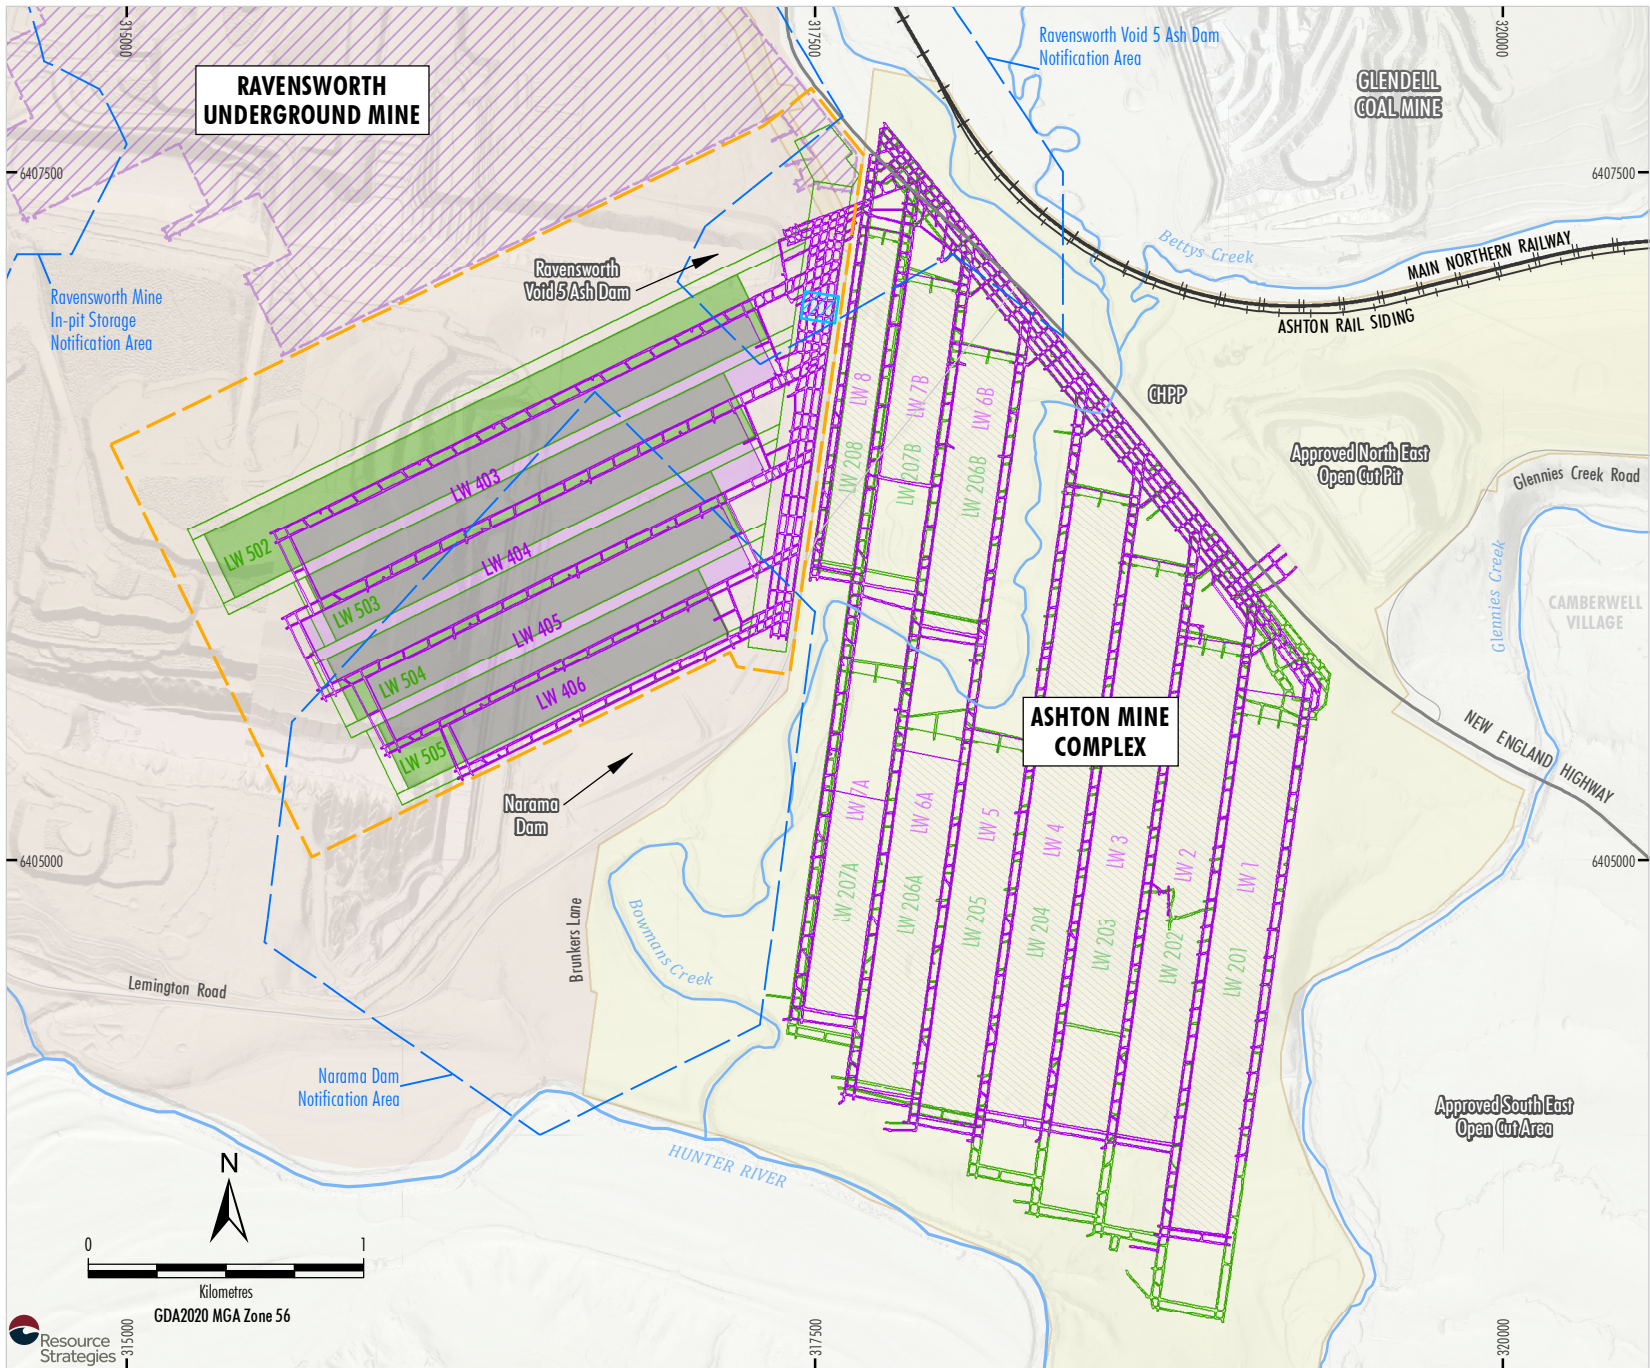 315000
317500
320000
Ravensworth Void 5 Ash Dam
Notification Area
RAVENSWORTH
UNDERGROUND MINE
GLENDELL
COAL MINE
6407500
6407500
Bettys Creek
MAIN NORTHERN RAILWAY
ASHTON RAIL SIDING
Ravensworth
Void 5 Ash Dam
Ravensworth Mine
In-pit Storage
Notification Area
CHPP
LW 8
LW 7B
LW 6B
LW 208
LW 207B
LW 206B
Approved North East
Open Cut Pit
Glennies Creek Road
Glennies Creek
CAMBERWELL
VILLAGE
LW 403
LW 404
LW 405
LW 406
LW 502
LW 503
LW 504
LW 505
ASHTON MINE
COMPLEX
NEW ENGLAND HIGHWAY
Narama
Dam
LW 7A
LW 6A
LW 5
LW 4
LW 3
LW 2
LW 1
6405000
6405000
LW 207A
LW 206A
LW 205
LW 204
LW 203
LW 202
LW 201
Brunkers Lane
Bowmans Creek
Lemington Road
Narama Dam
Notification Area
HUNTER RIVER
Approved South East
Open Cut Area
N
0 1
Kilometres
GDA2020 MGA Zone 56
Resource
Strategies
315000
317500
320000